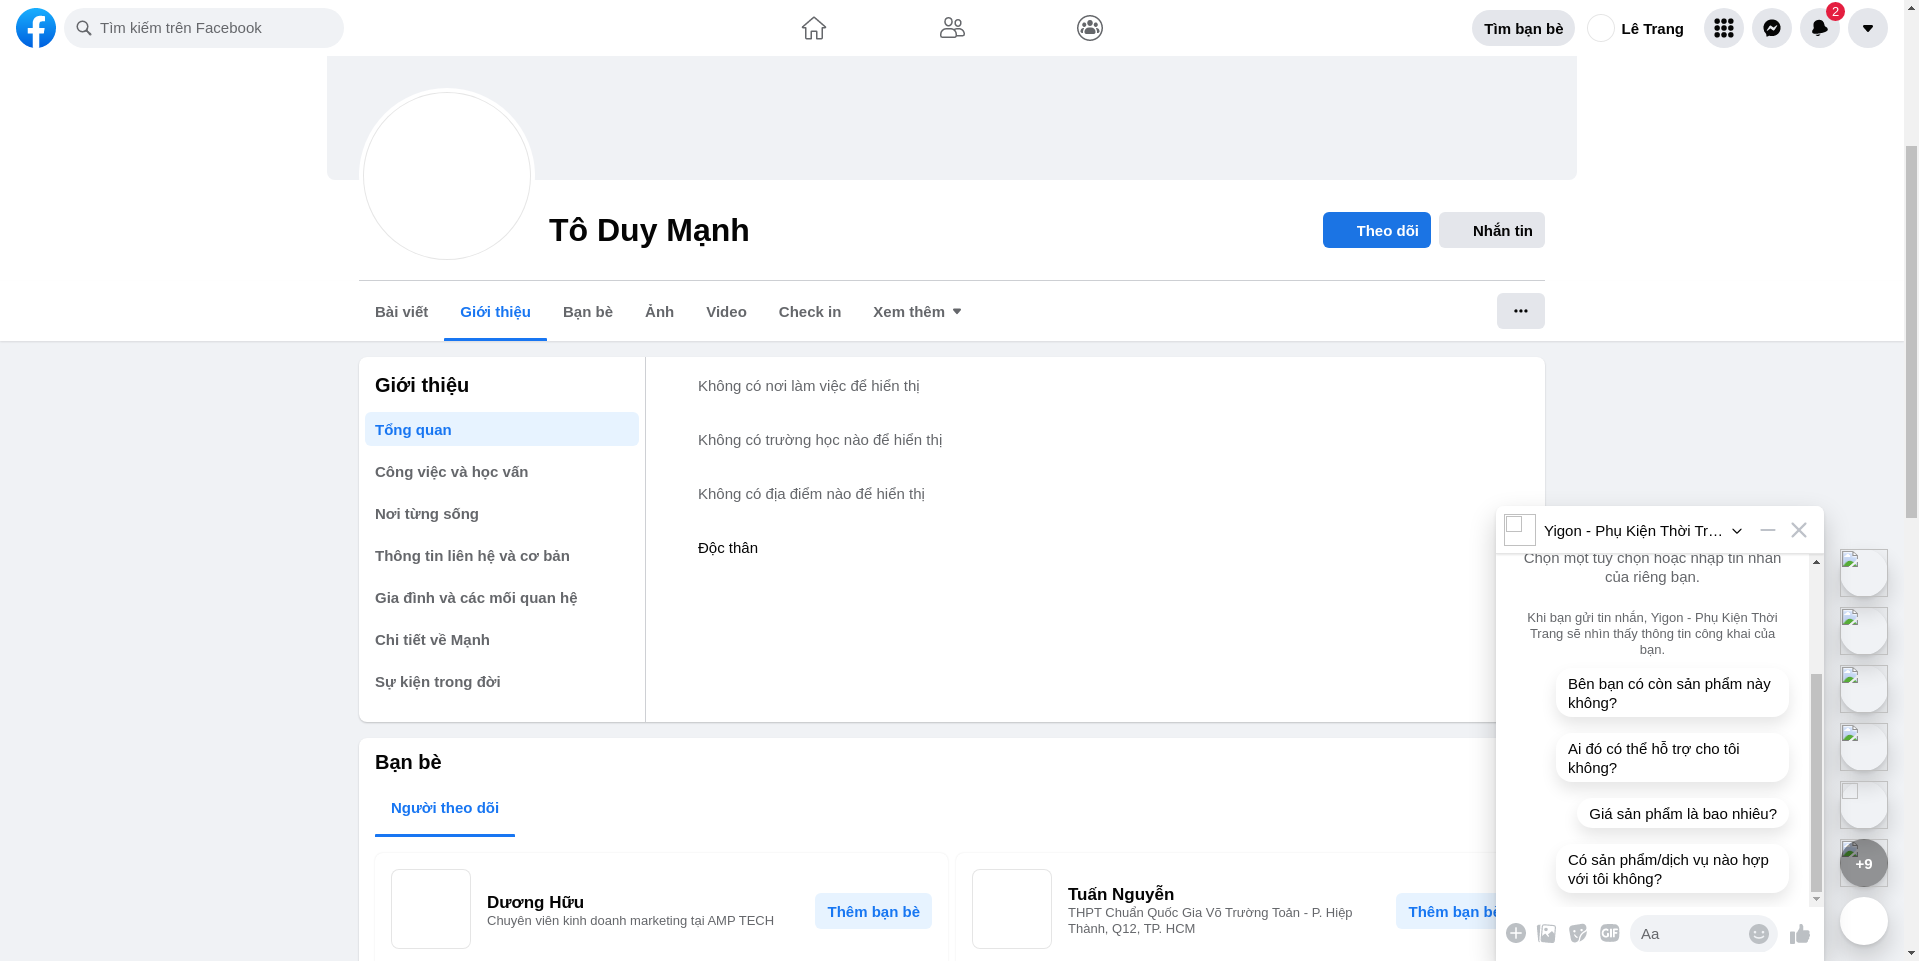 Tìm kiếm trên Facebook
Tìm bạn bè
Lê Trang
2
Tô Duy Mạnh
Theo dõi
Nhắn tin
Bài viết
Giới thiệu
Bạn bè
Ảnh
Video
Check in
Xem thêm
Giới thiệu
Tổng quan
Công việc và học vấn
Nơi từng sống
Thông tin liên hệ và cơ bản
Gia đình và các mối quan hệ
Chi tiết về Mạnh
Sự kiện trong đời
Không có nơi làm việc để hiển thị
Không có trường học nào để hiển thị
Không có địa điểm nào để hiển thị
Độc thân
Bạn bè
Người theo dõi
Dương Hữu
Chuyên viên kinh doanh marketing tại AMP TECH
Thêm bạn bè
Tuấn Nguyễn
THPT Chuẩn Quốc Gia Võ Trường Toản - P. Hiệp
Thành, Q12, TP. HCM
Thêm bạn bè
Yigon - Phụ Kiện Thời Tr...
Chọn một tùy chọn hoặc nhập tin nhắn
của riêng bạn.
Khi bạn gửi tin nhắn, Yigon - Phụ Kiện Thời
Trang sẽ nhìn thấy thông tin công khai của
bạn.
Bên bạn có còn sản phẩm này
không?
Ai đó có thể hỗ trợ cho tôi
không?
Giá sản phẩm là bao nhiêu?
Có sản phẩm/dịch vụ nào hợp
với tôi không?
GIF
Aa
+9